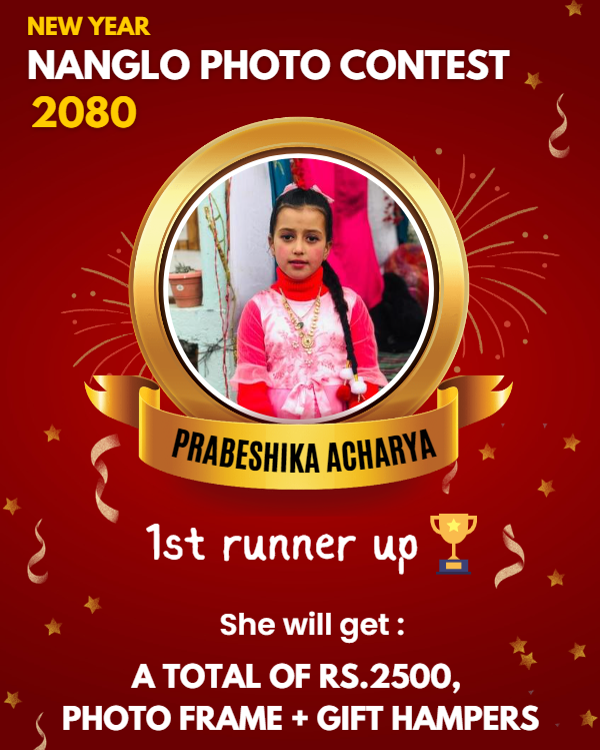 NEW YEAR
NANGLO PHOTO CONTEST
2080
PRABESHIKA ACHARYA
1st runner up
She will get :
A TOTAL OF RS.2500,
PHOTO FRAME + GIFT HAMPERS